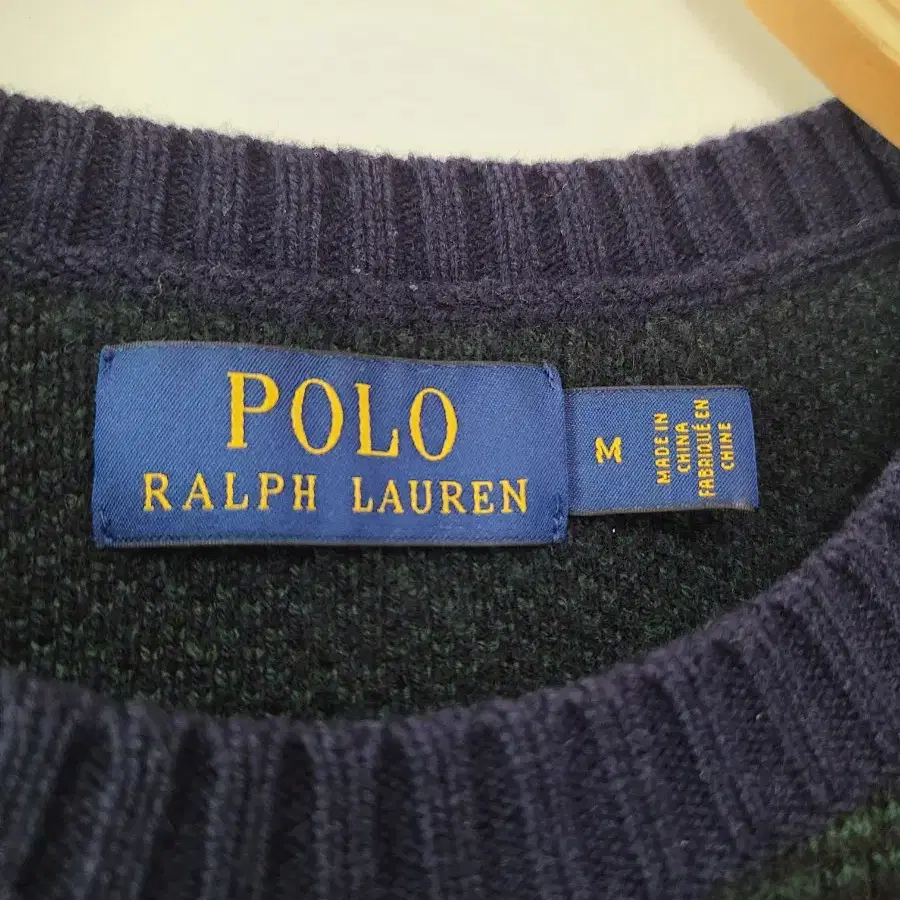 POLO
RALPH LAUREN
M
MADE IN
CHINA
FABRIQUÉ EN
CHINE